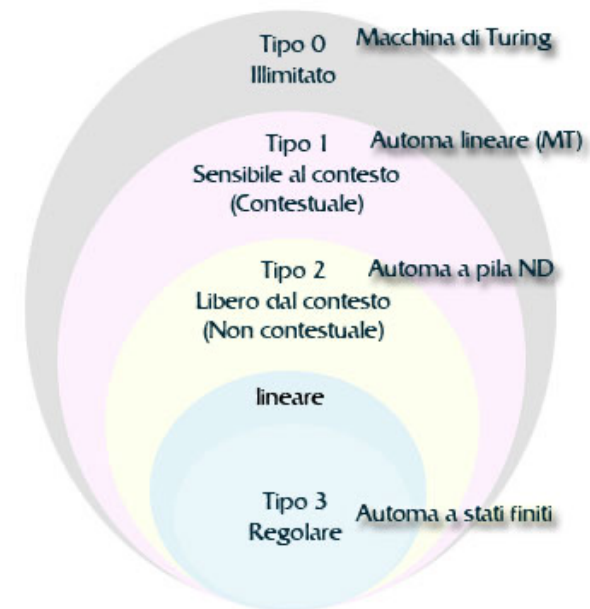 Tipo 0 Macchina di Turing
Illimitato
Tipo 1 Automa lineare (MT)
Sensibile al contesto
(Contestuale)
Tipo 2 Automa a pila ND
Libero dal contesto
(Non contestuale)
lineare
Tipo 3 Automa a stati finiti
Regolare